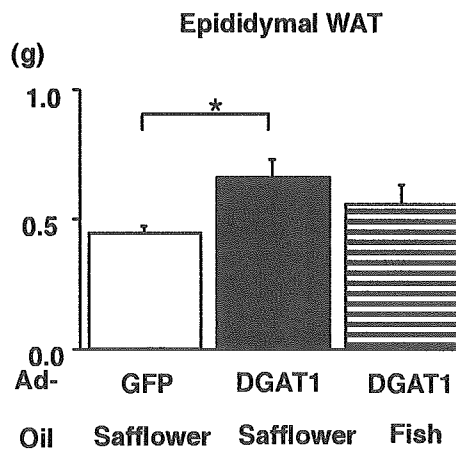 Epididymal WAT
(g)
1.0
*
0.5
0.0
Ad- GFP DGAT1 DGAT1
Oil Safflower Safflower Fish